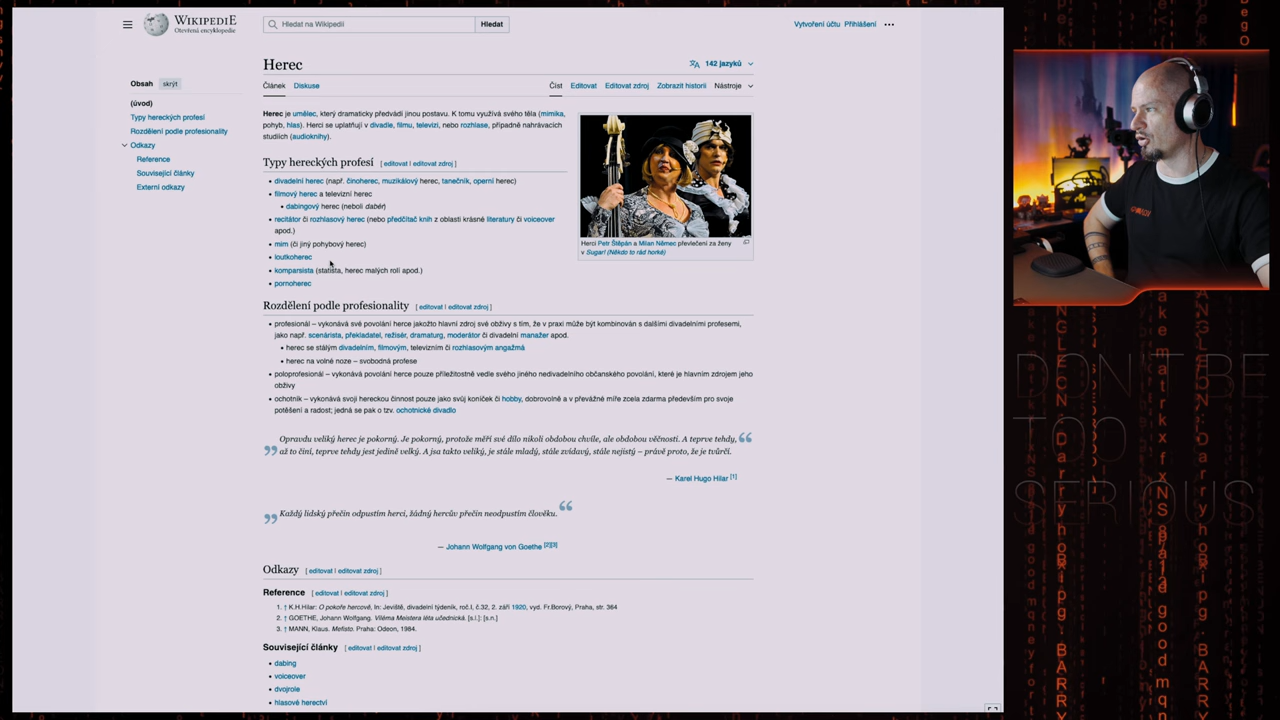 WIKIPEDIE
Otevřená encyklopedie
Hledat na Wikipedii
Hledat
Vytvoření účtu Přihlášení
Herec
142 jazyků
Obsah skrýt
Článek Diskuse
Číst Editovat Editovat zdroj Zobrazit historii Nástroje
(úvod)
Typy hereckých profesí
Rozdělení podle profesionality
Odkazy
Reference
Související články
Externí odkazy
Herec je umělec, který dramaticky předvádí jinou postavu. K tomu využívá svého těla (mimika,
pohyb, hlas). Herci se uplatňují v divadle, filmu, televizi, nebo rozhlase, případně nahrávacích
studiích (audioknihy).
Herci Petr Štěpán a Milan Němec převlečení za ženy
v Sugar! (Někdo to rád horké)
Typy hereckých profesí [ editovat | editovat zdroj ]
• divadelní herec (např. činoherec, muzikálový herec, tanečník, operní herec)
• filmový herec a televizní herec
• dabingový herec (neboli dabér)
• recitátor či rozhlasový herec (nebo předčítač knih z oblasti krásné literatury či voiceover
apod.)
• mim (či jiný pohybový herec)
• loutkoherec
• komparsista (statista, herec malých rolí apod.)
• pornoherec
Rozdělení podle profesionality [ editovat | editovat zdroj ]
• profesionál – vykonává své povolání herce jakožto hlavní zdroj své obživy s tím, že v praxi může být kombinován s dalšími divadelními profesemi,
jako např. scenárista, překladatel, režisér, dramaturg, moderátor či divadelní manažer apod.
• herec se stálým divadelním, filmovým, televizním či rozhlasovým angažmá
• herec na volné noze – svobodná profese
• poloprofesionál – vykonává povolání herce pouze příležitostně vedle svého jiného nedivadelního občanského povolání, které je hlavním zdrojem jeho
obživy
• ochotník – vykonává svoji hereckou činnost pouze jako svůj koníček či hobby, dobrovolně a v převážné míře zcela zdarma především pro svoje
potěšení a radost; jedná se pak o tzv. ochotnické divadlo
Opravdu veliký herec je pokorný. Je pokorný, protože měří své dílo nikoli obdobou chvíle, ale obdobou věčnosti. A teprve tehdy,
až to činí, teprve tehdy jest jedině velký. A jsa takto veliký, je stále mladý, stále zvídavý, stále nejistý – právě proto, že je tvůrčí.
— Karel Hugo Hilar [1]
Každý lidský přečin odpustím herci, žádný hercův přečin neodpustím člověku.
— Johann Wolfgang von Goethe [2][3]
Odkazy [ editovat | editovat zdroj ]
Reference [ editovat | editovat zdroj ]
1. ↑ K.H.Hilar: O pokoře hercově, In: Jeviště, divadelní týdeník, roč.I, č.32, 2. září 1920, vyd. Fr.Borový, Praha, str. 364
2. ↑ GOETHE, Johann Wolfgang. Viléma Meistera léta učednická. [s.l.]: [s.n.]
3. ↑ MANN, Klaus. Mefisto. Praha: Odeon, 1984.
Související články [ editovat | editovat zdroj ]
• dabing
• voiceover
• dvojrole
• hlasové herectví
DON'T BE
TOO
SERIOUS